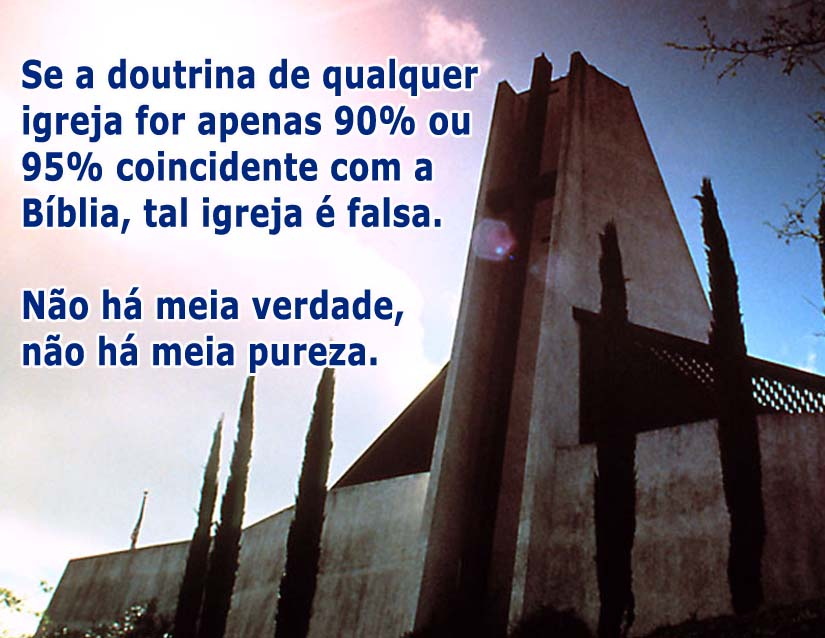 Se a doutrina de qualquer
igreja for apenas 90% ou
95% coincidente com a
Bíblia, tal igreja é falsa.
Não há meia verdade,
não há meia pureza.